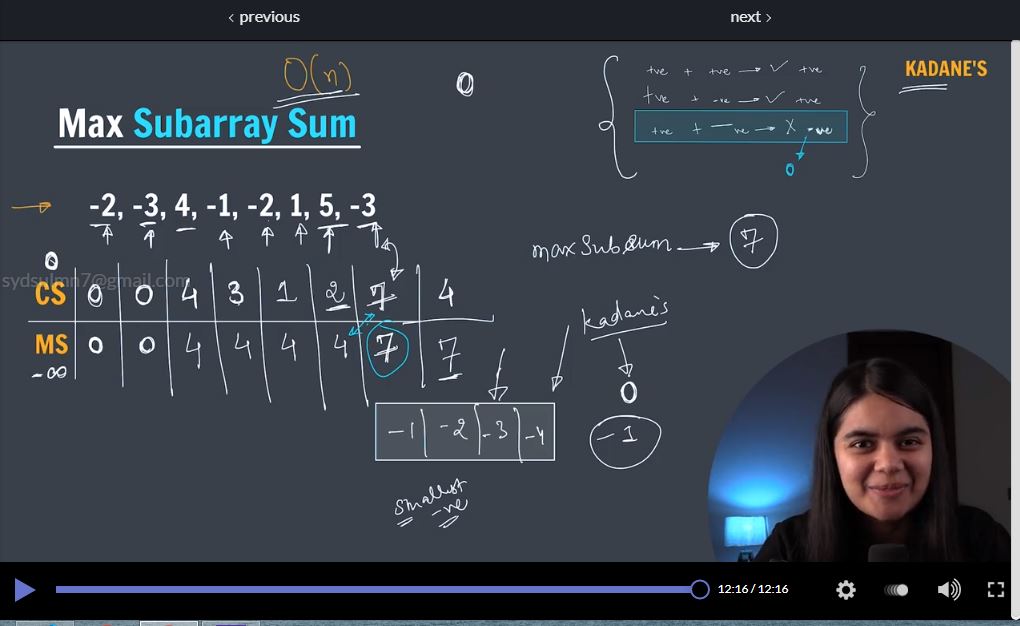 ‹ previous
next ›
O(n)
0
+ve + +ve → ✓ +ve
+ve + -ve → ✓ +ve
+ve + -ve → X -ve
0
KADANE'S
Max Subarray Sum
→ -2, -3, 4, -1, -2, 1, 5, -3
maxSubSum → 7
0
sydsulmn7@gmail.com
CS 0 0 4 3 1 2 7 4
MS 0 0 4 4 4 4 7 7
-∞
kadane's
0
-1 -2 -3 -4
-1
smallest
-ve
12:16 / 12:16